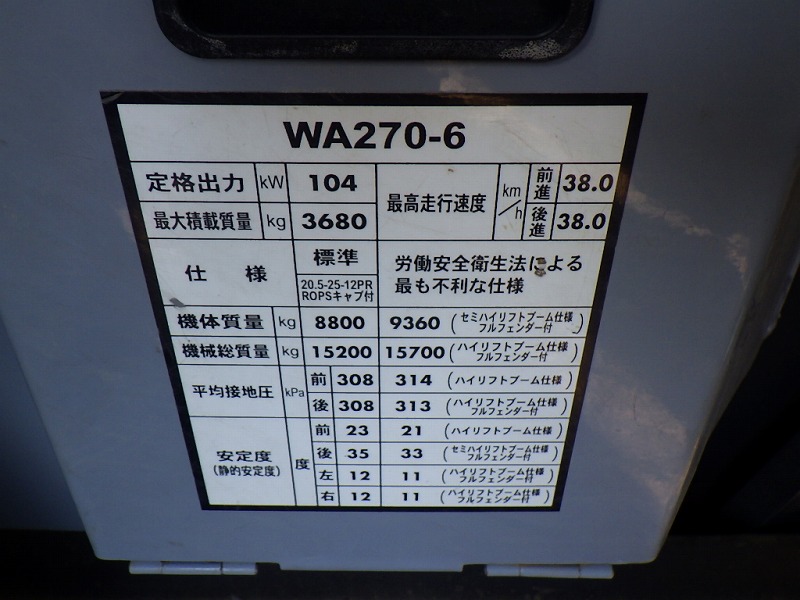 WA270-6
定格出力 kW 104 最高走行速度 km/h 前進 38.0
最大積載質量 kg 3680 後進 38.0
仕様 標準 20.5-25-12PR ROPSキャブ付 労働安全衛生法による最も不利な仕様
機体質量 kg 8800 9360 (セミハイリフトブーム仕様 フルフェンダー付)
機械総質量 kg 15200 15700 (ハイリフトブーム仕様 フルフェンダー付)
平均接地圧 kPa 前 308 314 (ハイリフトブーム仕様)
後 308 313 (ハイリフトブーム仕様 フルフェンダー付)
安定度 (静的安定度) 度 前 23 21 (ハイリフトブーム仕様)
後 35 33 (セミハイリフトブーム仕様 フルフェンダー付)
左 12 11 (ハイリフトブーム仕様 フルフェンダー付)
右 12 11 (ハイリフトブーム仕様 フルフェンダー付)